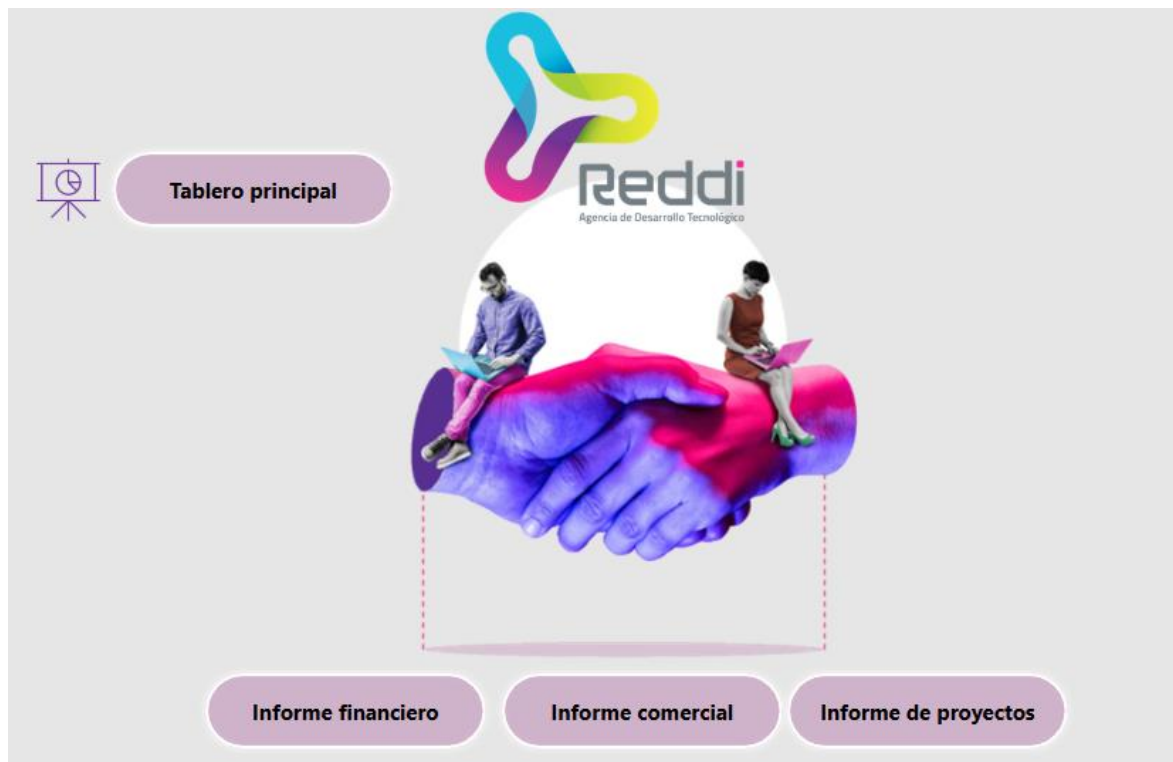 Reddi
Agencia de Desarrollo Tecnológico
Tablero principal
Informe financiero
Informe comercial
Informe de proyectos